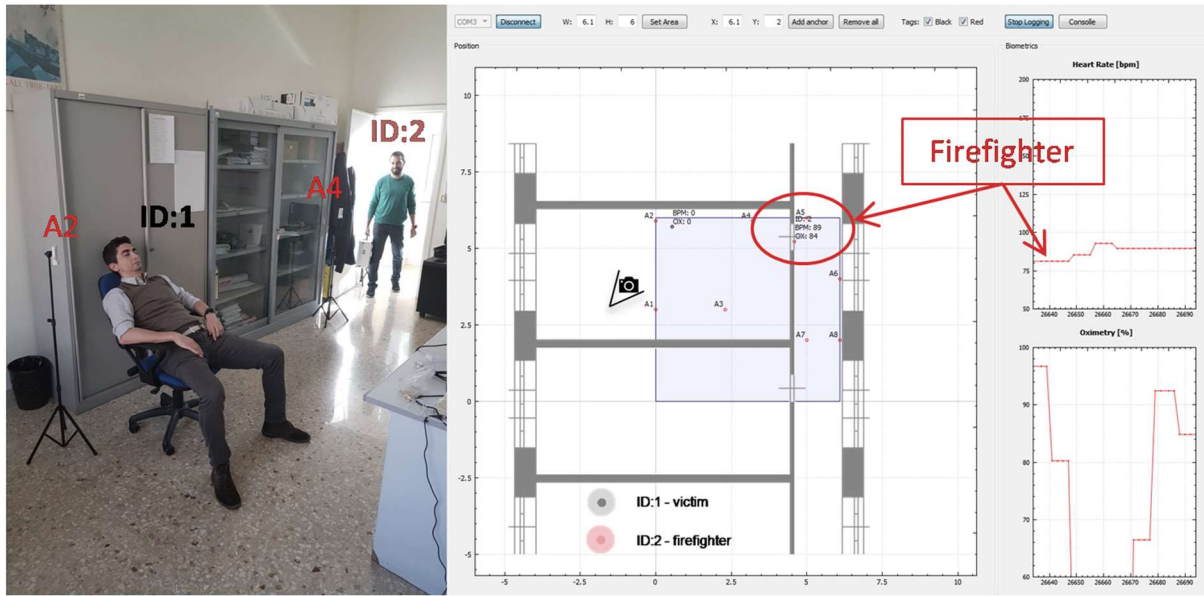 CALL 1988-198
ID:2
A4
ID:1
A2
COM3 Disconnect W: 6.1 H: 6 Set Area X: 6.1 Y: 2 Add anchor Remove all Tags: Black Red Stop Logging Consolle
Position
10
7.5
5
2.5
0
-2.5
-5
-5 -2.5 0 2.5 5 7.5 10
A2
BPM: 0
OX: 0
A4
A5
ID: 2
BPM: 89
OX: 84
A6
A1
A3
A7
A8
ID:1 - victim
ID:2 - firefighter
Biometrics
Heart Rate [bpm]
Firefighter
200
175
150
125
100
75
50
26640 26650 26660 26670 26680 26690
Oximetry [%]
100
90
80
70
60
26640 26650 26660 26670 26680 26690